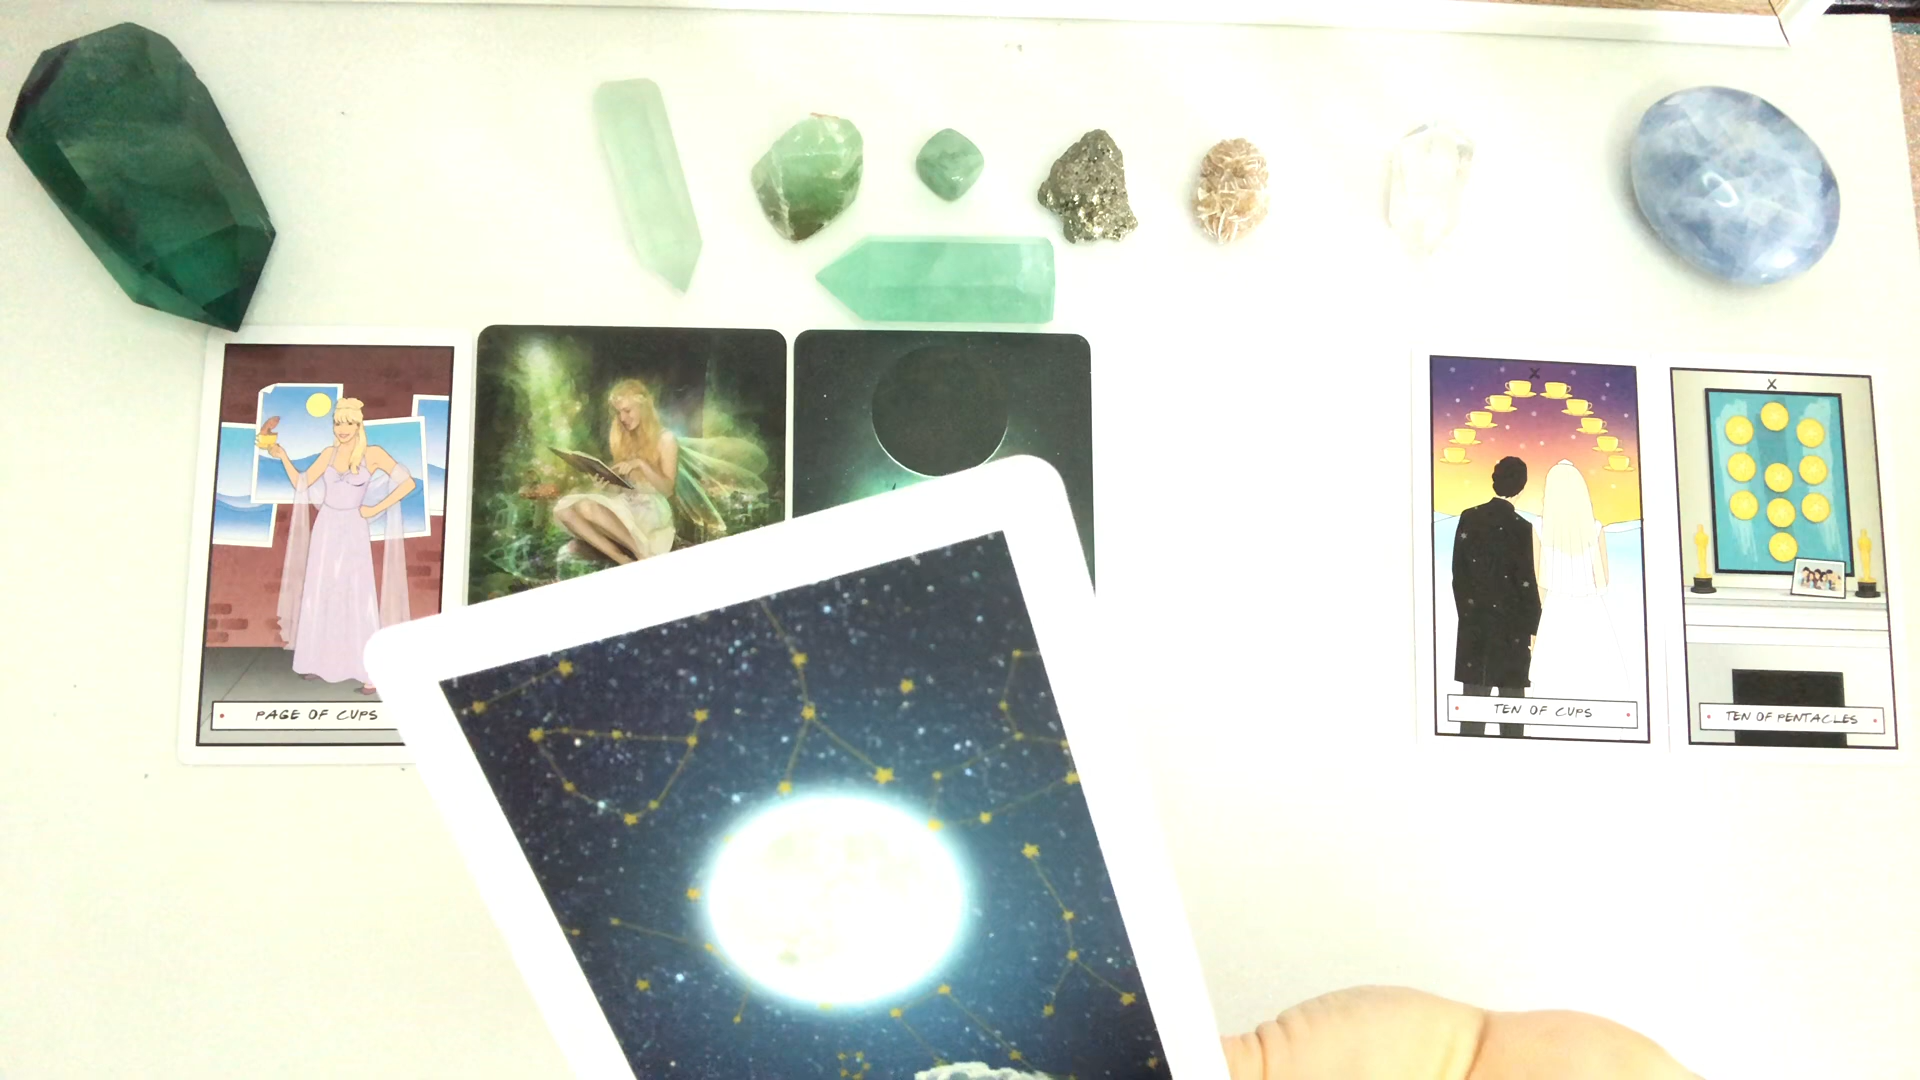 PAGE OF CUPS
X
TEN OF CUPS
X
TEN OF PENTACLES